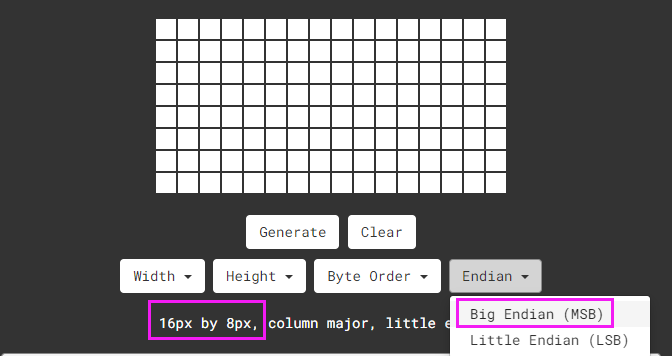 Generate Clear
Width Height Byte Order Endian
Big Endian (MSB)
16px by 8px, column major, little
Little Endian (LSB)